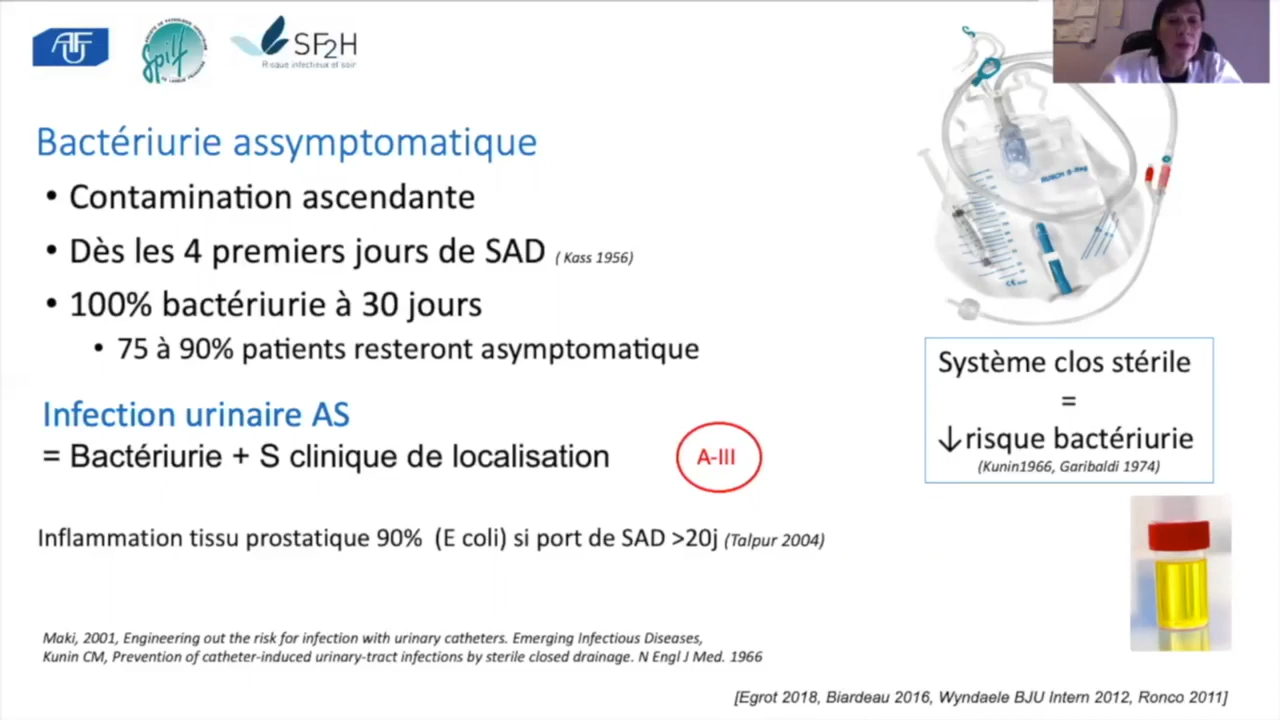 AFU
Spilf
SF2H
Risque infectieux et soin
Bactériurie assymptomatique
• Contamination ascendante
• Dès les 4 premiers jours de SAD ( Kass 1956)
• 100% bactériurie à 30 jours
• 75 à 90% patients resteront asymptomatique
Infection urinaire AS
= Bactériurie + S clinique de localisation
A-III
Inflammation tissu prostatique 90% (E coli) si port de SAD >20j (Talpur 2004)
Système clos stérile
=
↓risque bactériurie
(Kunin1966, Garibaldi 1974)
Maki, 2001, Engineering out the risk for infection with urinary catheters. Emerging Infectious Diseases,
Kunin CM, Prevention of catheter-induced urinary-tract infections by sterile closed drainage. N Engl J Med. 1966
[Egrot 2018, Biardeau 2016, Wyndaele BJU Intern 2012, Ronco 2011]